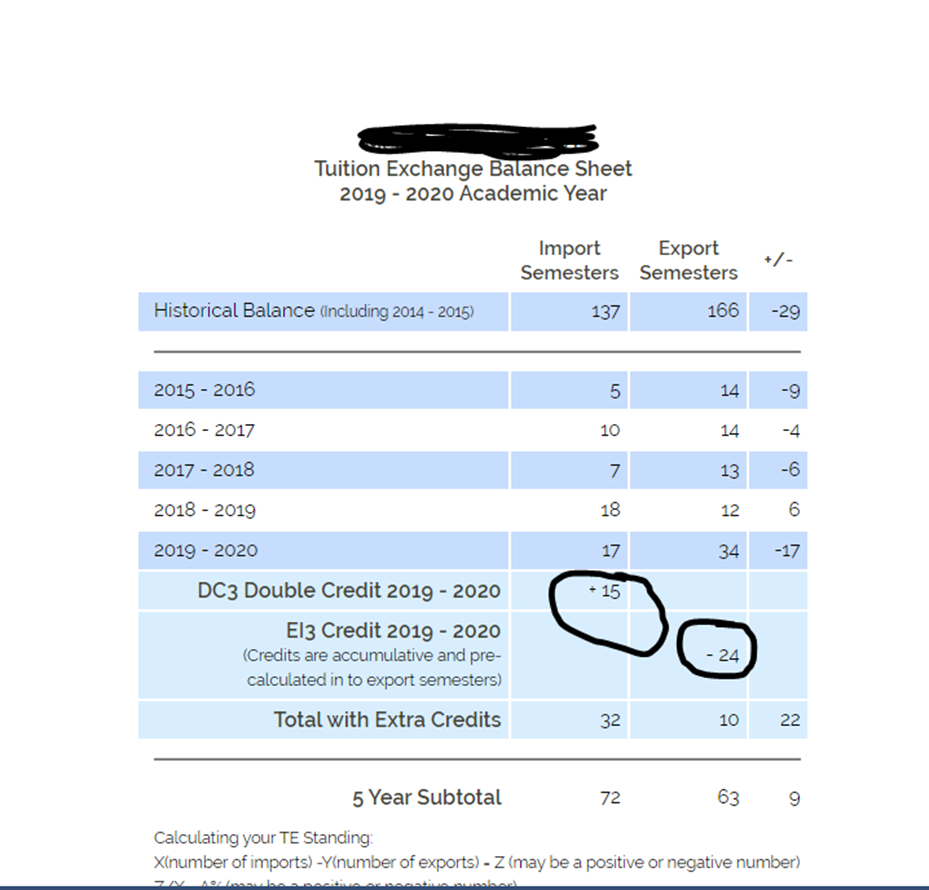 Tuition Exchange Balance Sheet
2019 - 2020 Academic Year
Import Semesters Export Semesters +/-
Historical Balance (Including 2014 - 2015) 137 166 -29
2015 - 2016 5 14 -9
2016 - 2017 10 14 -4
2017 - 2018 7 13 -6
2018 - 2019 18 12 6
2019 - 2020 17 34 -17
DC3 Double Credit 2019 - 2020 + 15
EI3 Credit 2019 - 2020
(Credits are accumulative and pre-
calculated in to export semesters) - 24
Total with Extra Credits 32 10 22
5 Year Subtotal 72 63 9
Calculating your TE Standing:
X(number of imports) -Y(number of exports) = Z (may be a positive or negative number)